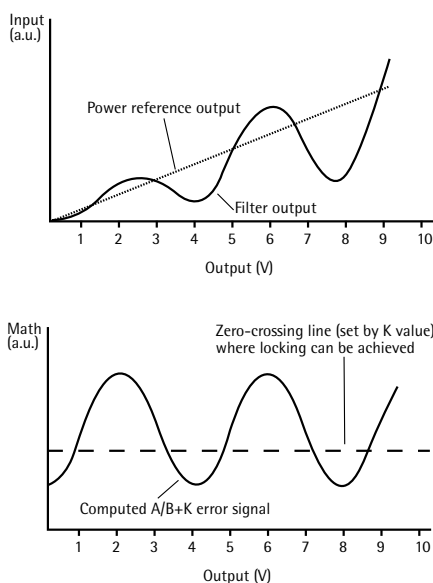 Input
(a.u.)
Power reference output
Filter output
1 2 3 4 5 6 7 8 9 10
Output (V)
Math
(a.u.)
Zero-crossing line (set by K value)
where locking can be achieved
Computed A/B+K error signal
1 2 3 4 5 6 7 8 9 10
Output (V)